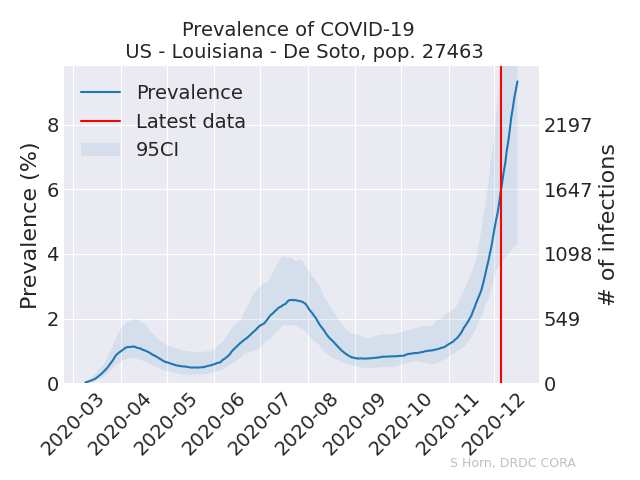 Prevalence of COVID-19
US - Louisiana - De Soto, pop. 27463
Prevalence
Latest data
95CI
Prevalence (%)
8
6
4
2
0
2197
1647
1098
549
0
# of infections
2020-03
2020-04
2020-05
2020-06
2020-07
2020-08
2020-09
2020-10
2020-11
2020-12
S Horn, DRDC CORA